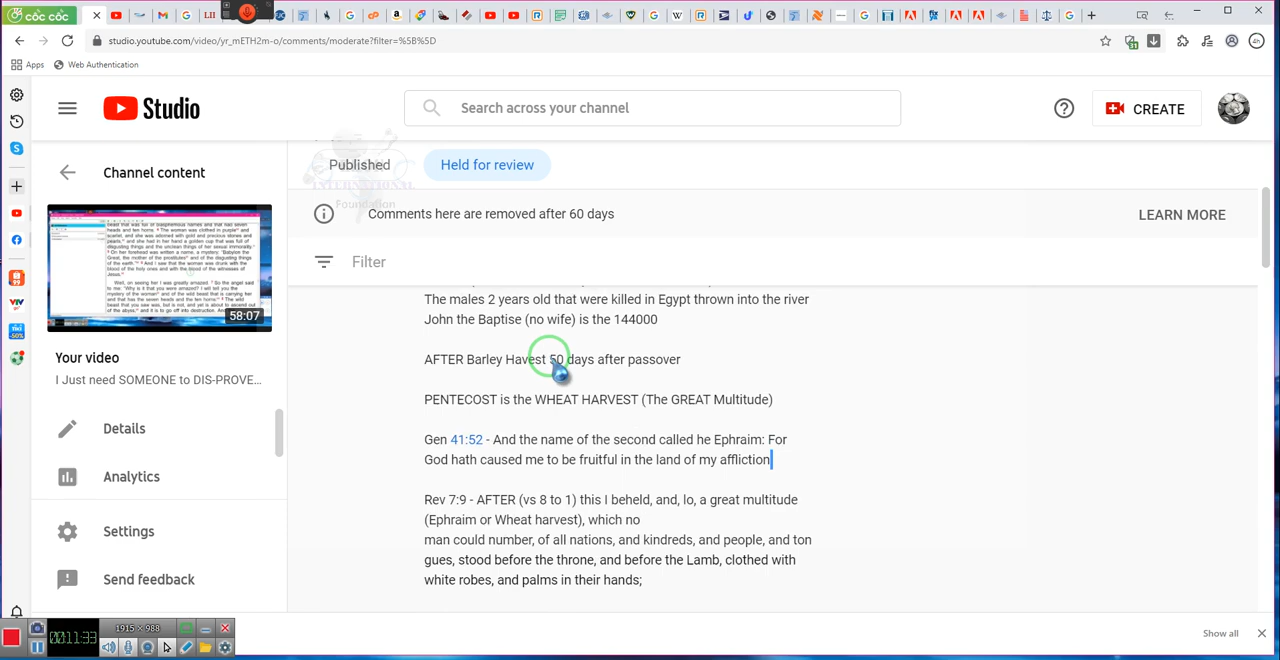 cốc cốc
studio.youtube.com/video/yr_mETH2m-o/comments/moderate?filter=%5B%5D
Apps
Web Authentication
Studio
Search across your channel
CREATE
Channel content
Published
Held for review
INTERNATIONAL
Foundation
Comments here are removed after 60 days
LEARN MORE
Filter
58:07
Your video
I Just need SOMEONE to DIS-PROVE...
Details
Analytics
Settings
Send feedback
The males 2 years old that were killed in Egypt thrown into the river
John the Baptise (no wife) is the 144000
AFTER Barley Havest 50 days after passover
PENTECOST is the WHEAT HARVEST (The GREAT Multitude)
Gen 41:52 - And the name of the second called he Ephraim: For
God hath caused me to be fruitful in the land of my affliction
Rev 7:9 - AFTER (vs 8 to 1) this I beheld, and, lo, a great multitude
(Ephraim or Wheat harvest), which no
man could number, of all nations, and kindreds, and people, and ton
gues, stood before the throne, and before the Lamb, clothed with
white robes, and palms in their hands;
Show all
1915 x 988